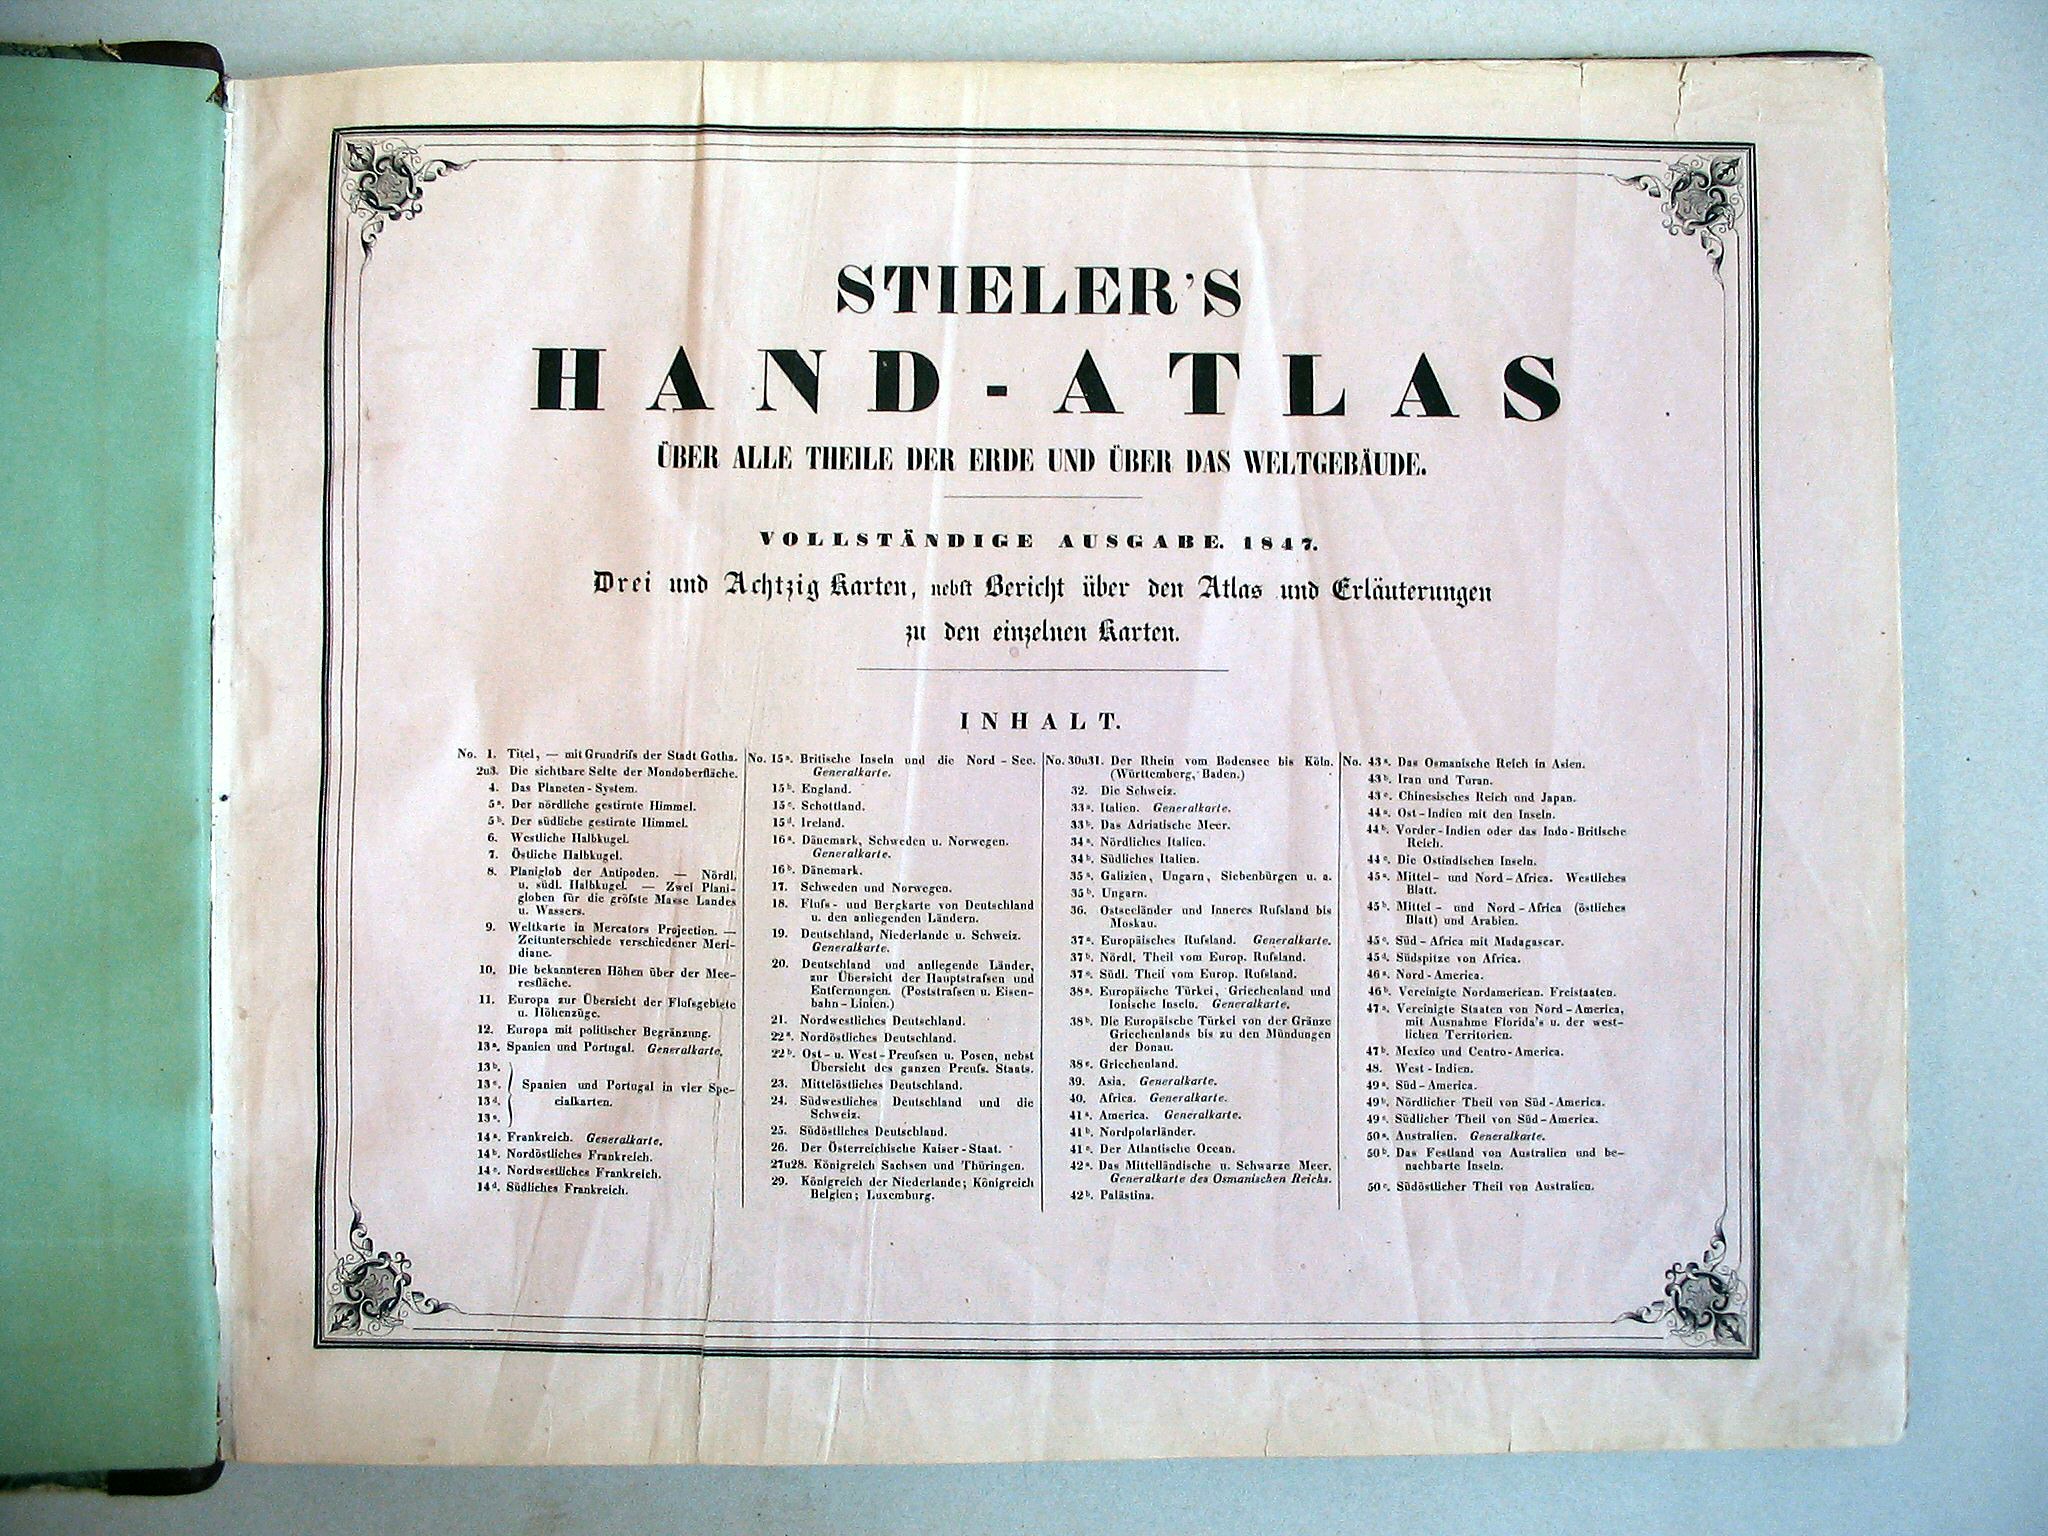 STIELER'S
HAND-ATLAS
ÜBER ALLE THEILE DER ERDE UND ÜBER DAS WELTGEBÄUDE.
VOLLSTÄNDIGE AUSGABE. 1847.
Drei und Achtzig Karten, nebst Bericht über den Atlas und Erläuterungen
zu den einzelnen Karten.
INHALT.
No. 1. Titel, — mit Grundriſs der Stadt Gotha.
2u3. Die sichtbare Seite der Mondoberfläche.
4. Das Planeten-System.
5a. Der nördliche gestirnte Himmel.
5b. Der südliche gestirnte Himmel.
6. Westliche Halbkugel.
7. Östliche Halbkugel.
8. Planiglob der Antipoden. — Nördl.
u. südl. Halbkugel. — Zwei Plani-
globen für die gröſste Masse Landes
u. Wassers.
9. Weltkarte in Mercators Projection. —
Zeitunterschiede verschiedener Meri-
diane.
10. Die bekannteren Höhen über der Mee-
resfläche.
11. Europa zur Übersicht der Fluſsgebiete
u. Höhenzüge.
12. Europa mit politischer Begränzung.
13a. Spanien und Portugal. Generalkarte.
13b.
13c. Spanien und Portugal in vier Spe-
13d. cialkarten.
13e.
14a. Frankreich. Generalkarte.
14b. Nordöstliches Frankreich.
14c. Nordwestliches Frankreich.
14d. Südliches Frankreich.
No. 15a. Britische Inseln und die Nord-See.
Generalkarte.
15b. England.
15c. Schottland.
15d. Ireland.
16a. Dänemark, Schweden u. Norwegen.
Generalkarte.
16b. Dänemark.
17. Schweden und Norwegen.
18. Fluſs- und Bergkarte von Deutschland
u. den anliegenden Ländern.
19. Deutschland, Niederlande u. Schweiz.
Generalkarte.
20. Deutschland und anliegende Länder,
zur Übersicht der Hauptstraſsen und
Entfernungen. (Poststraſsen u. Eisen-
bahn-Linien.)
21. Nordwestliches Deutschland.
22a. Nordöstliches Deutschland.
22b. Ost- u. West-Preuſsen u. Posen, nebst
Übersicht des ganzen Preuſs. Staats.
23. Mittelöstliches Deutschland.
24. Südwestliches Deutschland und die
Schweiz.
25. Südöstliches Deutschland.
26. Der Österreichische Kaiser-Staat.
27u28. Königreich Sachsen und Thüringen.
29. Königreich der Niederlande; Königreich
Belgien; Luxemburg.
No. 30u31. Der Rhein vom Bodensee bis Köln.
(Württemberg, Baden.)
32. Die Schweiz.
33a. Italien. Generalkarte.
33b. Das Adriatische Meer.
34a. Nördliches Italien.
34b. Südliches Italien.
35a. Galizien, Ungarn, Siebenbürgen u. a.
35b. Ungarn.
36. Ostseeländer und Inneres Ruſsland bis
Moskau.
37a. Europäisches Ruſsland. Generalkarte.
37b. Nördl. Theil vom Europ. Ruſsland.
37c. Südl. Theil vom Europ. Ruſsland.
38a. Europäische Türkei, Griechenland und
Ionische Inseln. Generalkarte.
38b. Die Europäische Türkei von der Gränze
Griechenlands bis zu den Mündungen
der Donau.
38c. Griechenland.
39. Asia. Generalkarte.
40. Africa. Generalkarte.
41a. America. Generalkarte.
41b. Nordpolarländer.
41c. Der Atlantische Ocean.
42a. Das Mittelländische u. Schwarze Meer.
Generalkarte des Osmanischen Reichs.
42b. Palästina.
No. 43a. Das Osmanische Reich in Asien.
43b. Iran und Turan.
43c. Chinesisches Reich und Japan.
44a. Ost-Indien mit den Inseln.
44b. Vorder-Indien oder das Indo-Britische
Reich.
44c. Die Ostindischen Inseln.
45a. Mittel- und Nord-Africa. Westliches
Blatt.
45b. Mittel- und Nord-Africa (östliches
Blatt) und Arabien.
45c. Süd-Africa mit Madagascar.
45d. Südspitze von Africa.
46a. Nord-America.
46b. Vereinigte Nordamerican. Freistaaten.
47a. Vereinigte Staaten von Nord-America,
mit Ausnahme Florida's u. der west-
lichen Territorien.
47b. Mexico und Centro-America.
48. West-Indien.
49a. Süd-America.
49b. Nördlicher Theil von Süd-America.
49c. Südlicher Theil von Süd-America.
50a. Australien. Generalkarte.
50b. Das Festland von Australien und be-
nachbarte Inseln.
50c. Südöstlicher Theil von Australien.